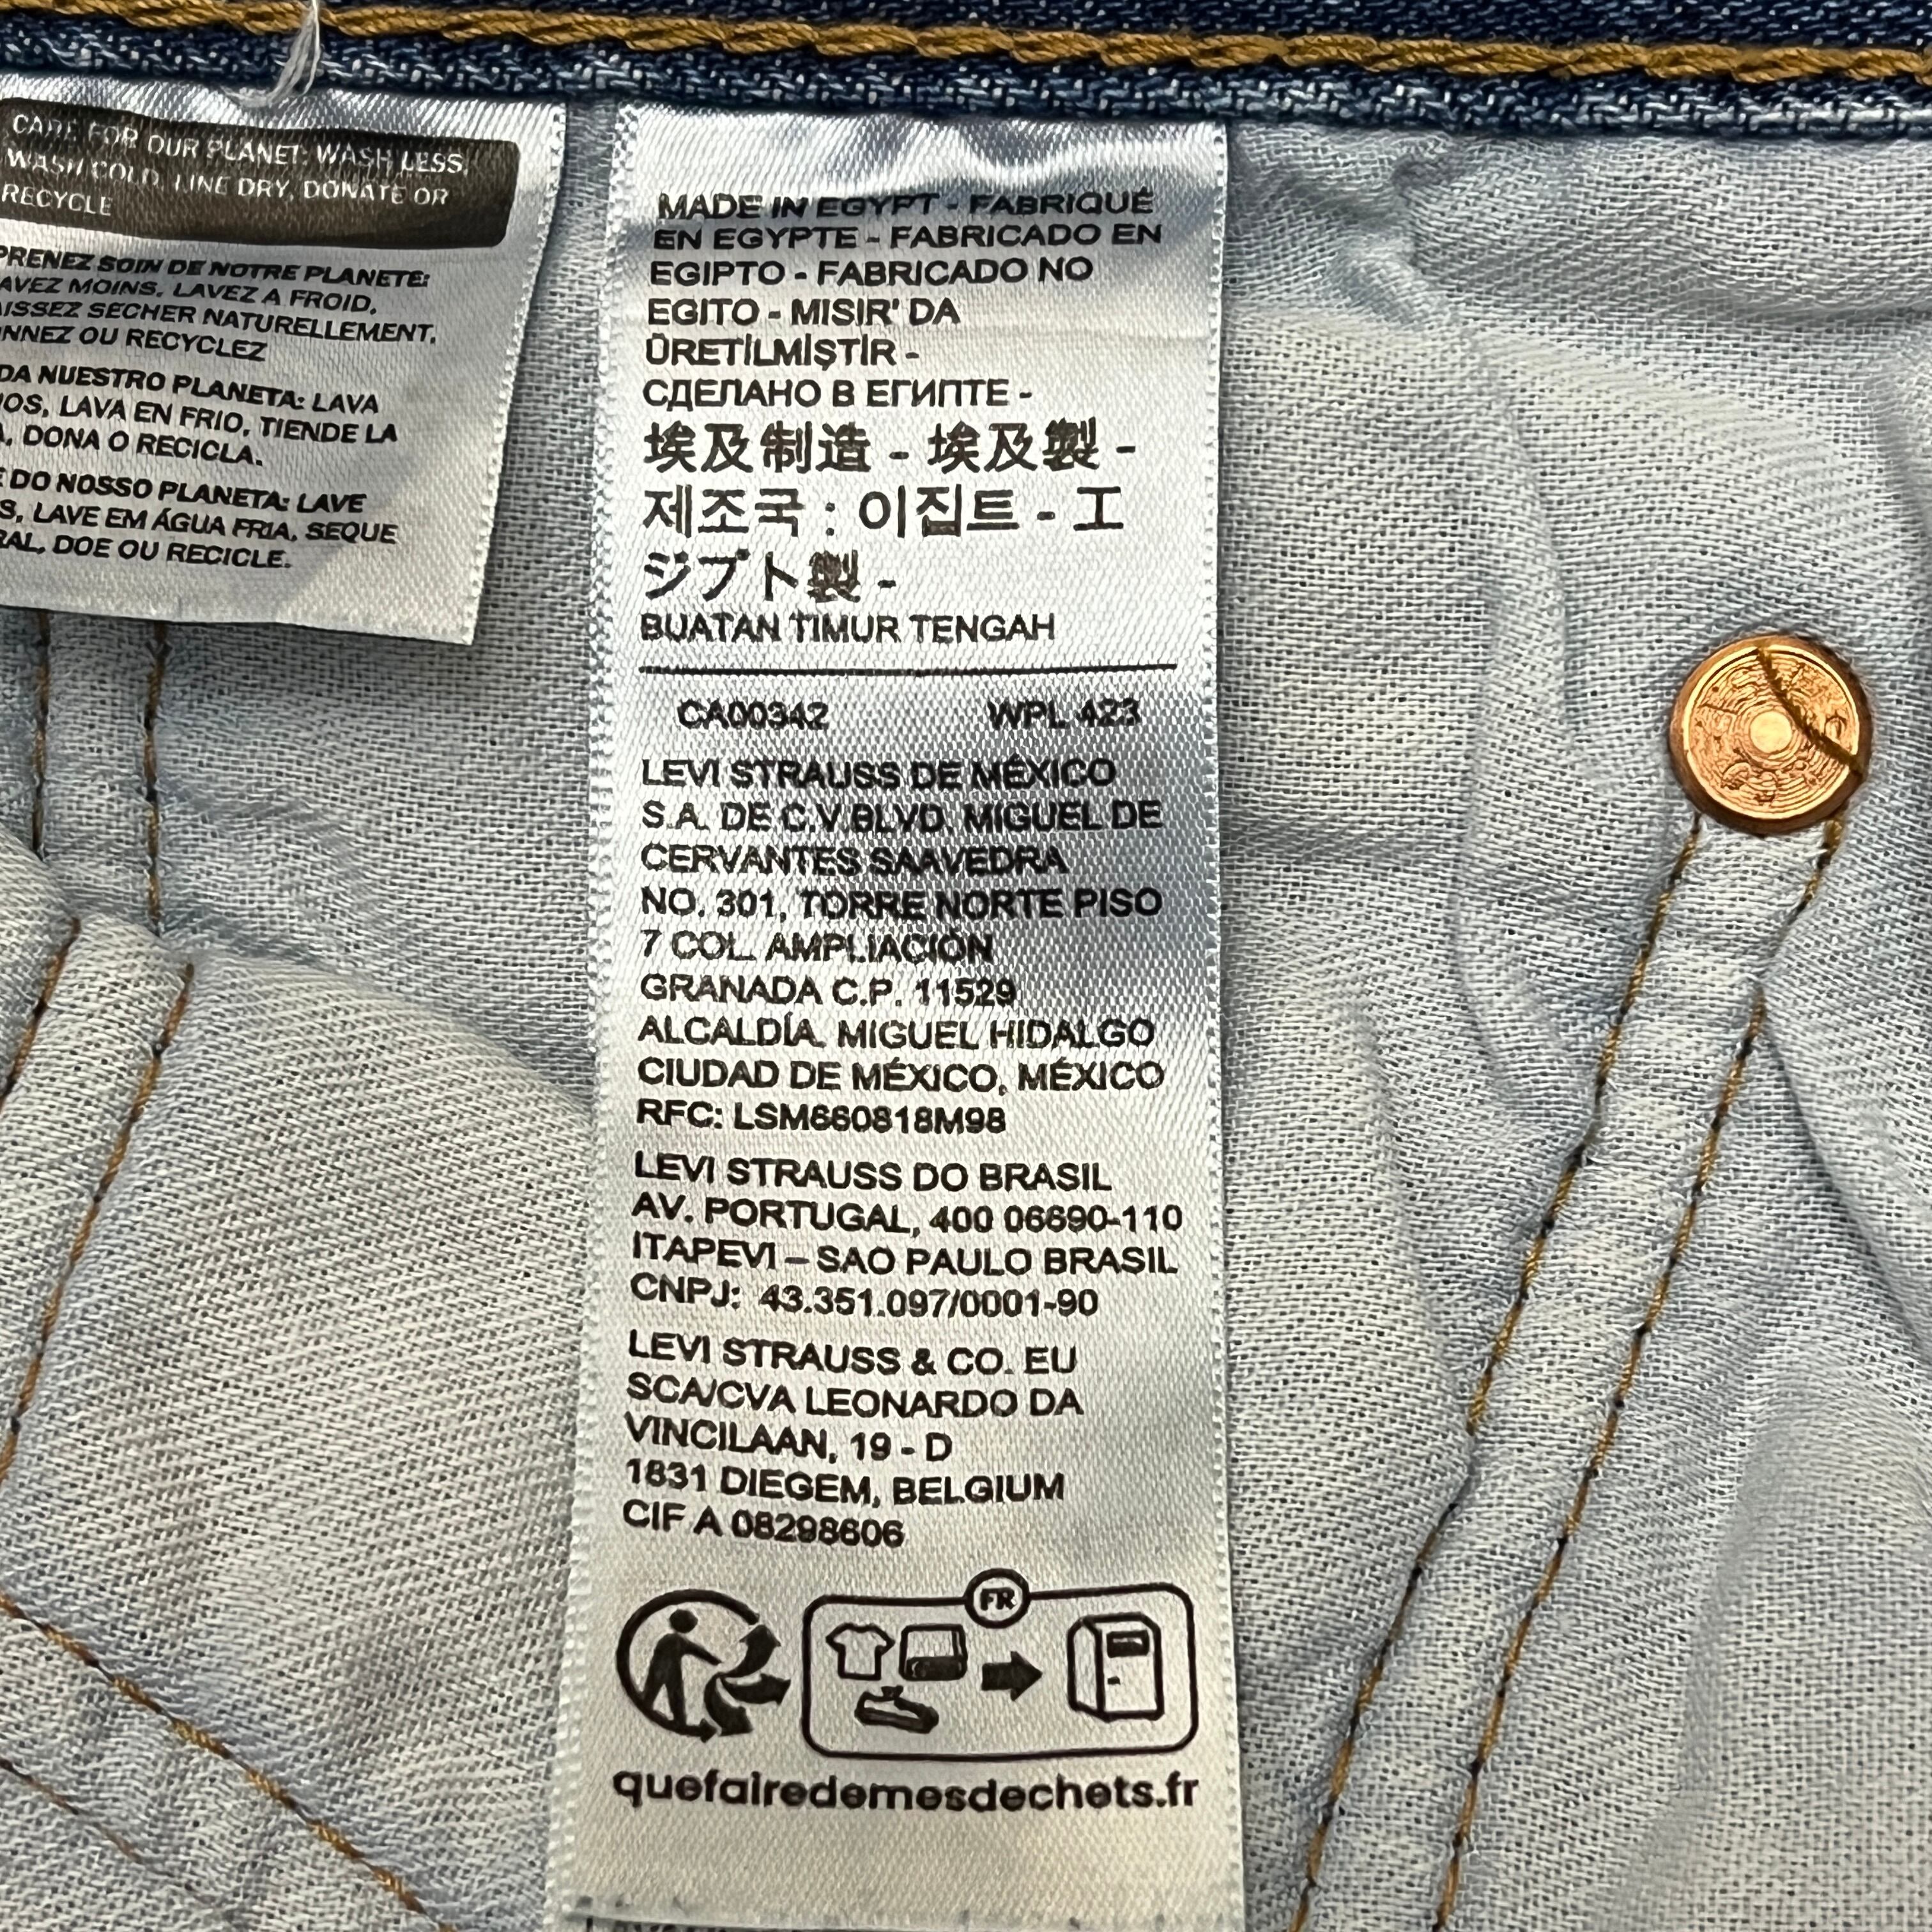 CARE FOR OUR PLANET: WASH LESS,
WASH COLD, LINE DRY, DONATE OR
RECYCLE
PRENEZ SOIN DE NOTRE PLANETE:
AVEZ MOINS, LAVEZ A FROID,
AISSEZ SECHER NATURELLEMENT,
NNEZ OU RECYCLEZ
DA NUESTRO PLANETA: LAVA
OS, LAVA EN FRIO, TIENDE LA
, DONA O RECICLA.
DO NOSSO PLANETA: LAVE
S, LAVE EM ÁGUA FRIA, SEQUE
RAL, DOE OU RECICLE.
MADE IN EGYPT - FABRIQUÉ
EN EGYPTE - FABRICADO EN
EGIPTO - FABRICADO NO
EGITO - MISIR' DA
ÜRETİLMİŞTİR -
СДЕЛАНО В ЕГИПТЕ -
埃及制造 - 埃及製 -
제조국 : 이집트 - エ
ジプト製 -
BUATAN TIMUR TENGAH
CA00342 WPL 423
LEVI STRAUSS DE MÉXICO
S.A. DE C.V.BLVD. MIGUEL DE
CERVANTES SAAVEDRA
NO. 301, TORRE NORTE PISO
7 COL. AMPLIACIÓN
GRANADA C.P. 11529
ALCALDÍA. MIGUEL HIDALGO
CIUDAD DE MÉXICO, MÉXICO
RFC: LSM660818M98
LEVI STRAUSS DO BRASIL
AV. PORTUGAL, 400 06690-110
ITAPEVI – SAO PAULO BRASIL
CNPJ: 43.351.097/0001-90
LEVI STRAUSS & CO. EU
SCA/CVA LEONARDO DA
VINCILAAN, 19 - D
1831 DIEGEM, BELGIUM
CIF A 08298606
FR
quefairedemesdechets.fr